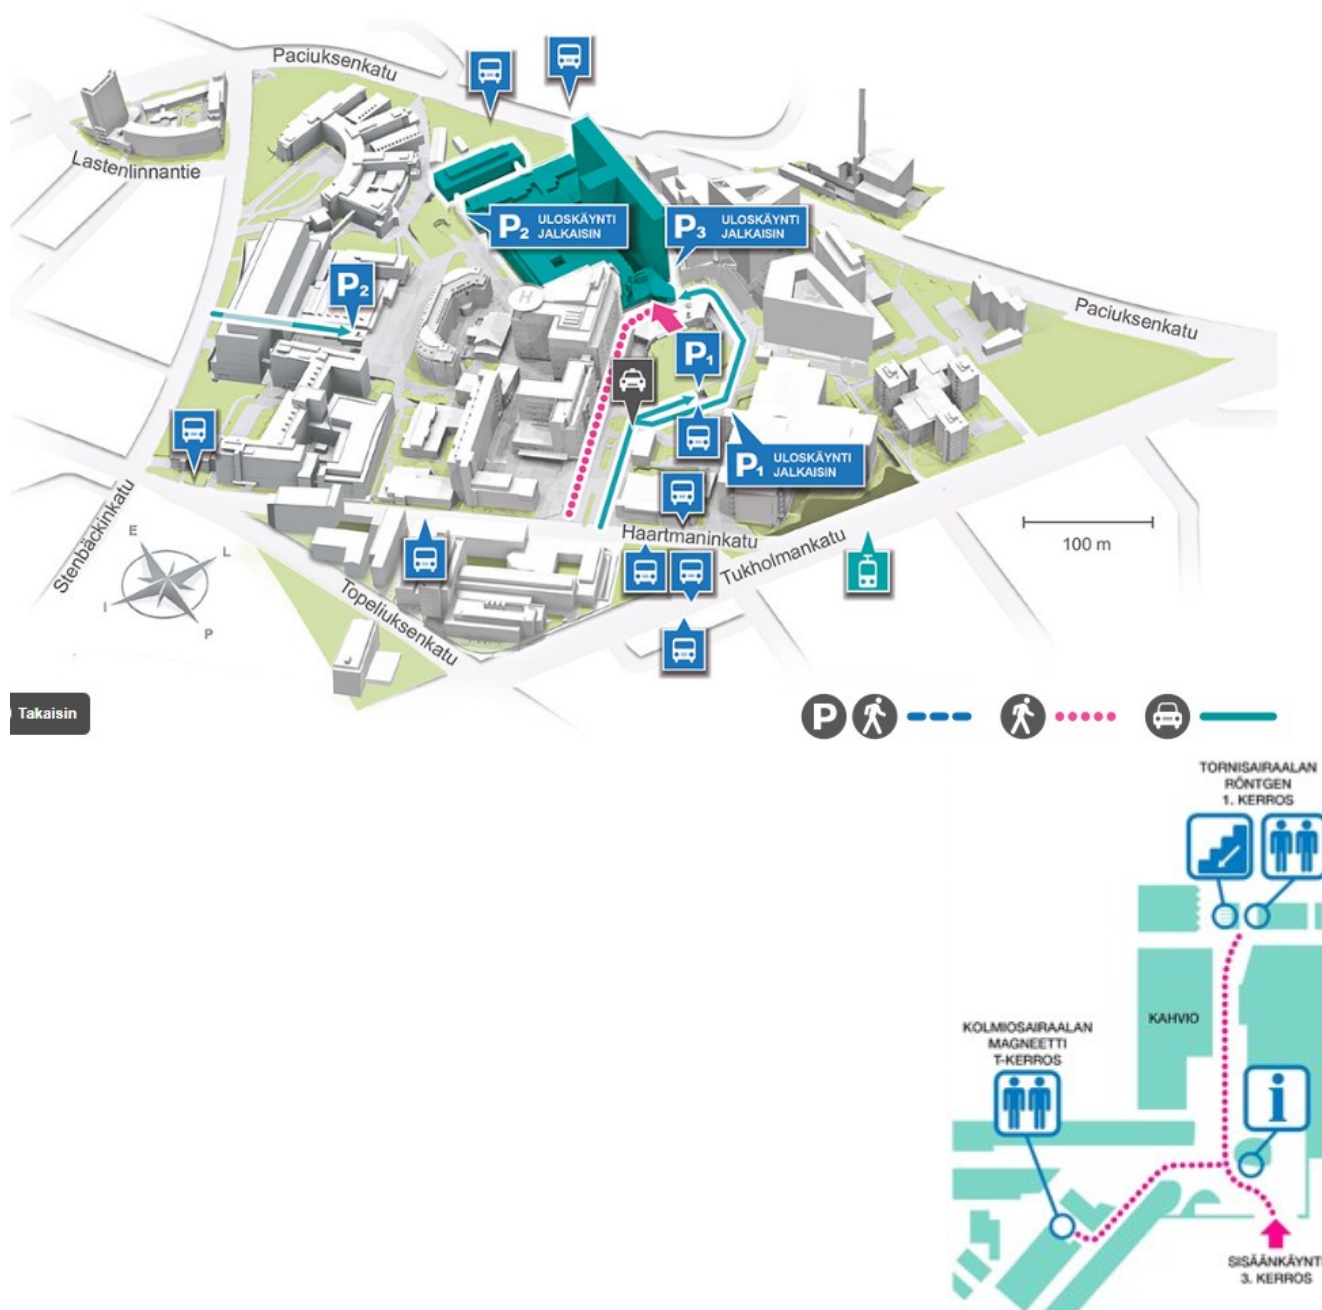 Paciuksenkatu
Lastenlinnantie
P2 ULOSKÄYNTI
JALKAISIN
P3 ULOSKÄYNTI
JALKAISIN
H
P2
Paciuksenkatu
P1
P1 ULOSKÄYNTI
JALKAISIN
Stenbäckinkatu
Haartmaninkatu
Tukholmankatu
100 m
Topeliuksenkatu
E
L
I
P
Takaisin
P
TORNISAIRAALAN
RÖNTGEN
1. KERROS
KAHVIO
KOLMIOSAIRAALAN
MAGNEETTI
T-KERROS
i
SISÄÄNKÄYNTI
3. KERROS